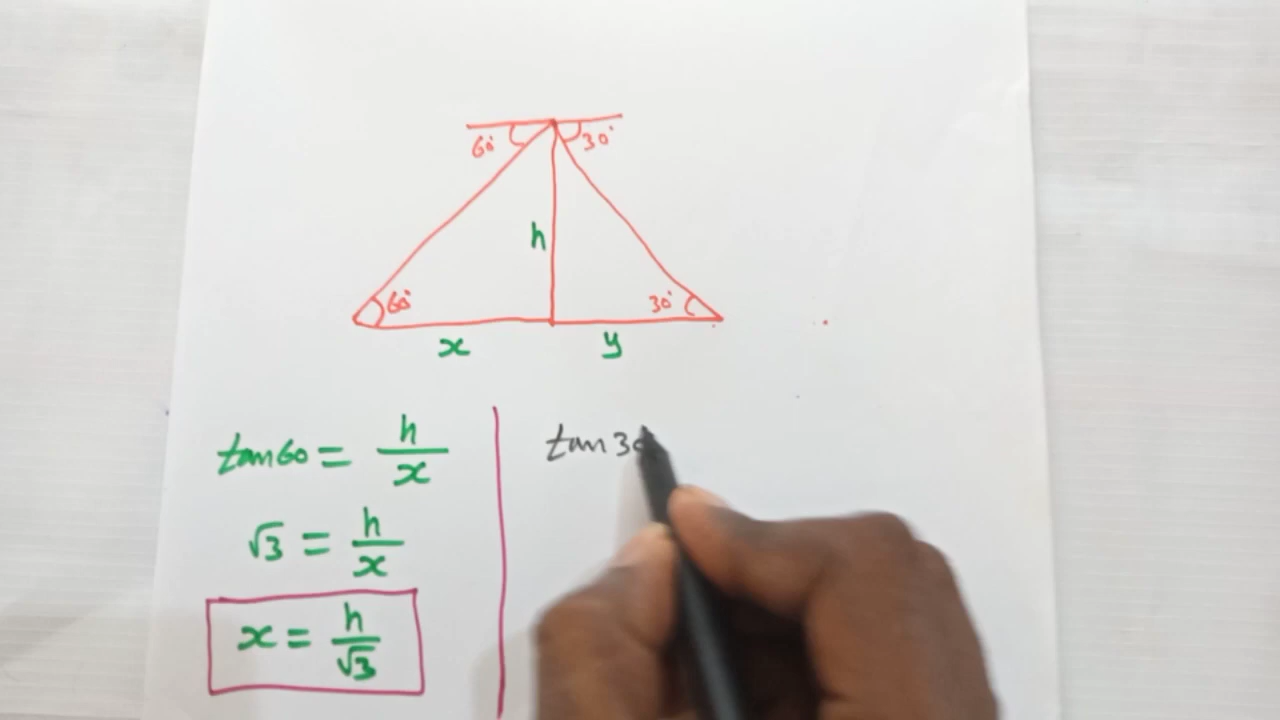 60° 30°
h
60° 30°
x y
tan60 = h/x
tan30
√3 = h/x
x = h/√3